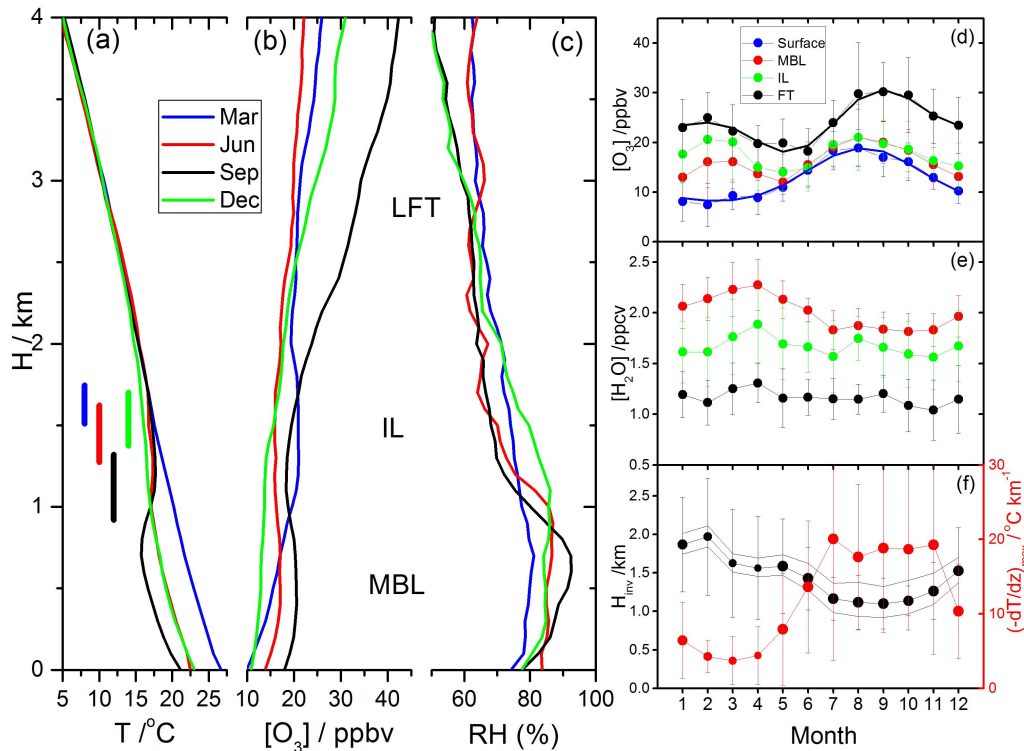 (a)
(b)
(c)
Mar
Jun
Sep
Dec
LFT
IL
MBL
H / km
4
3
2
1
0
5 10 15 20 25
T /°C
10 20 30 40
[O3] / ppbv
60 80 100
RH (%)
(d)
Surface
MBL
IL
FT
[O3] /ppbv
40
30
20
10
0
(e)
[H2O] /ppcv
2.5
2.0
1.5
1.0
0.5
(f)
Hinv /km
2.0
1.5
1.0
0.5
0.0
30
20
10
0
(-dT/dz)max /°C km-1
1 2 3 4 5 6 7 8 9 10 11 12
Month